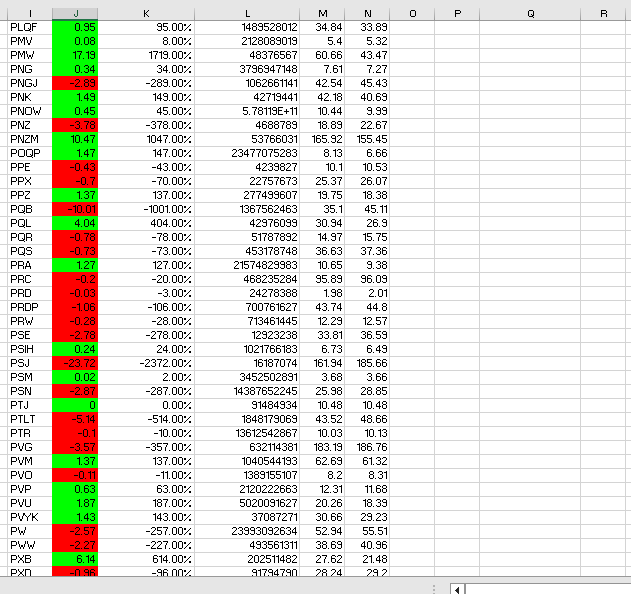 I J K L M N O P Q R
PLQF 0.95 95.00% 1489528012 34.84 33.89
PMV 0.08 8.00% 2128089019 5.4 5.32
PMW 17.19 1719.00% 48376567 60.66 43.47
PNG 0.34 34.00% 3796947148 7.61 7.27
PNGJ -2.89 -289.00% 1062661141 42.54 45.43
PNK 1.49 149.00% 42719441 42.18 40.69
PNOW 0.45 45.00% 5.78119E+11 10.44 9.99
PNZ -3.78 -378.00% 4688789 18.89 22.67
PNZM 10.47 1047.00% 53766031 165.92 155.45
POQP 1.47 147.00% 23477075283 8.13 6.66
PPE -0.43 -43.00% 4239827 10.1 10.53
PPX -0.7 -70.00% 22757673 25.37 26.07
PPZ 1.37 137.00% 277499607 19.75 18.38
PQB -10.01 -1001.00% 1367562463 35.1 45.11
PQL 4.04 404.00% 42976099 30.94 26.9
PQR -0.78 -78.00% 51787892 14.97 15.75
PQS -0.73 -73.00% 453178748 36.63 37.36
PRA 1.27 127.00% 21574829983 10.65 9.38
PRC -0.2 -20.00% 468235284 95.89 96.09
PRD -0.03 -3.00% 24278388 1.98 2.01
PRDP -1.06 -106.00% 700761627 43.74 44.8
PRW -0.28 -28.00% 713461445 12.29 12.57
PSE -2.78 -278.00% 12923238 33.81 36.59
PSIH 0.24 24.00% 1021766183 6.73 6.49
PSJ -23.72 -2372.00% 16187074 161.94 185.66
PSM 0.02 2.00% 3452502891 3.68 3.66
PSN -2.87 -287.00% 14387652245 25.98 28.85
PTJ 0 0.00% 91484934 10.48 10.48
PTLT -5.14 -514.00% 1848179069 43.52 48.66
PTR -0.1 -10.00% 13612542867 10.03 10.13
PVG -3.57 -357.00% 632114381 183.19 186.76
PVM 1.37 137.00% 1040544193 62.69 61.32
PVO -0.11 -11.00% 1389155107 8.2 8.31
PVP 0.63 63.00% 2120222663 12.31 11.68
PVU 1.87 187.00% 5020091627 20.26 18.39
PVYK 1.43 143.00% 37087271 30.66 29.23
PW -2.57 -257.00% 23993092634 52.94 55.51
PWW -2.27 -227.00% 493561311 38.69 40.96
PXB 6.14 614.00% 202511482 27.62 21.48
PXD -0.96 -96.00% 91794790 28.24 29.2